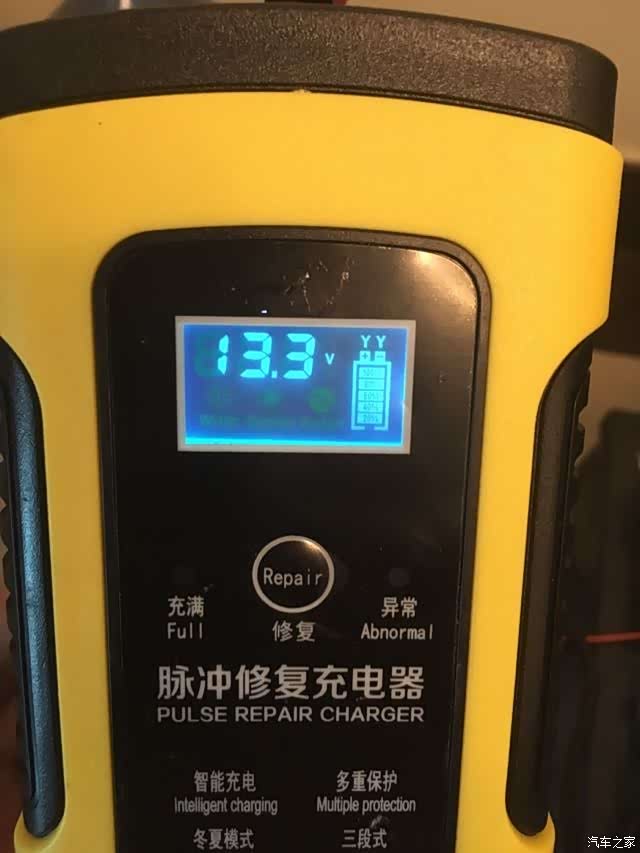 13.3 V
Repair
充满 异常
Full 修复 Abnormal
脉冲修复充电器
PULSE REPAIR CHARGER
智能充电 多重保护
Intelligent charging Multiple protection
冬夏模式 三段式
汽车之家